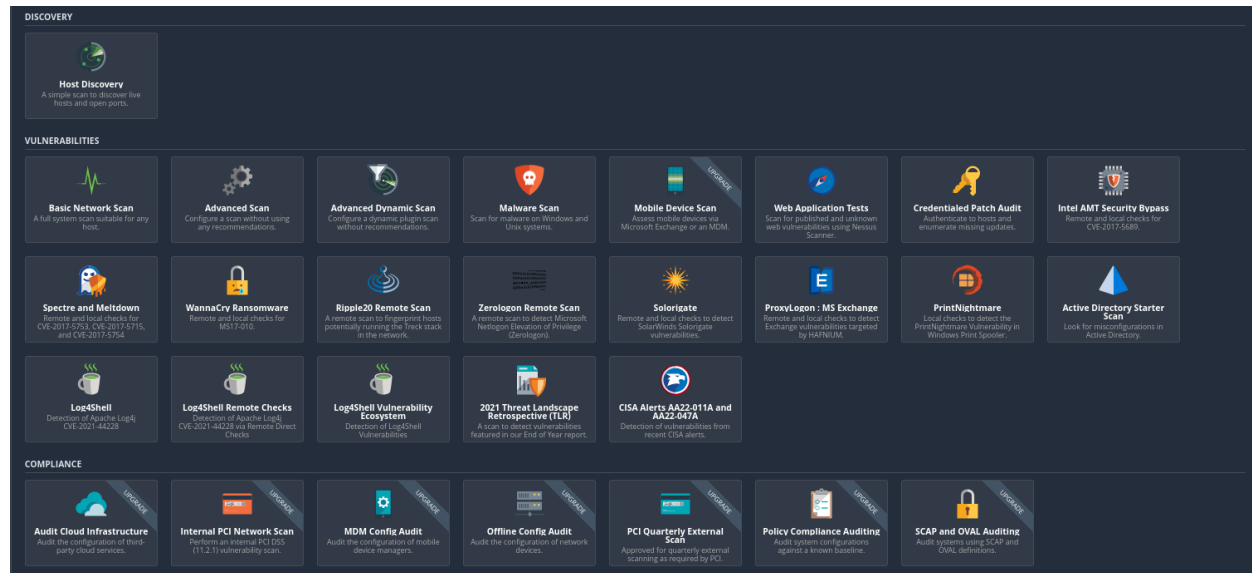 DISCOVERY
Host Discovery
A simple scan to discover live
hosts and open ports.
VULNERABILITIES
Basic Network Scan
A full system scan suitable for any
host.
Advanced Scan
Configure a scan without using
any recommendations.
Advanced Dynamic Scan
Configure a dynamic plugin scan
without recommendations.
Malware Scan
Scan for malware on Windows and
Unix systems.
UPGRADE
Mobile Device Scan
Assess mobile devices via
Microsoft Exchange or an MDM.
Web Application Tests
Scan for published and unknown
web vulnerabilities using Nessus
Scanner.
Credentialed Patch Audit
Authenticate to hosts and
enumerate missing updates.
Intel AMT Security Bypass
Remote and local checks for
CVE-2017-5689.
Spectre and Meltdown
Remote and local checks for
CVE-2017-5753, CVE-2017-5715,
and CVE-2017-5754
WannaCry Ransomware
Remote and local checks for
MS17-010.
Ripple20 Remote Scan
A remote scan to fingerprint hosts
potentially running the Treck stack
in the network.
Zerologon Remote Scan
A remote scan to detect Microsoft
Netlogon Elevation of Privilege
(Zerologon).
Solorigate
Remote and local checks to detect
SolarWinds Solorigate
vulnerabilities.
E
ProxyLogon : MS Exchange
Remote and local checks to detect
Exchange vulnerabilities targeted
by HAFNIUM.
PrintNightmare
Local checks to detect the
PrintNightmare Vulnerability in
Windows Print Spooler.
Active Directory Starter
Scan
Look for misconfigurations in
Active Directory.
Log4Shell
Detection of Apache Log4j
CVE-2021-44228
Log4Shell Remote Checks
Detection of Apache Log4j
CVE-2021-44228 via Remote Direct
Checks
Log4Shell Vulnerability
Ecosystem
Detection of Log4Shell
Vulnerabilities
2021 Threat Landscape
Retrospective (TLR)
A scan to detect vulnerabilities
featured in our End of Year report.
CISA Alerts AA22-011A and
AA22-047A
Detection of vulnerabilities from
recent CISA alerts.
COMPLIANCE
UPGRADE
Audit Cloud Infrastructure
Audit the configuration of third-
party cloud services.
UPGRADE
Internal PCI Network Scan
Perform an internal PCI DSS
(11.2.1) vulnerability scan.
UPGRADE
MDM Config Audit
Audit the configuration of mobile
device managers.
UPGRADE
Offline Config Audit
Audit the configuration of network
devices.
UPGRADE
PCI Quarterly External
Scan
Approved for quarterly external
scanning as required by PCI.
UPGRADE
Policy Compliance Auditing
Audit system configurations
against a known baseline.
UPGRADE
SCAP and OVAL Auditing
Audit systems using SCAP and
OVAL definitions.